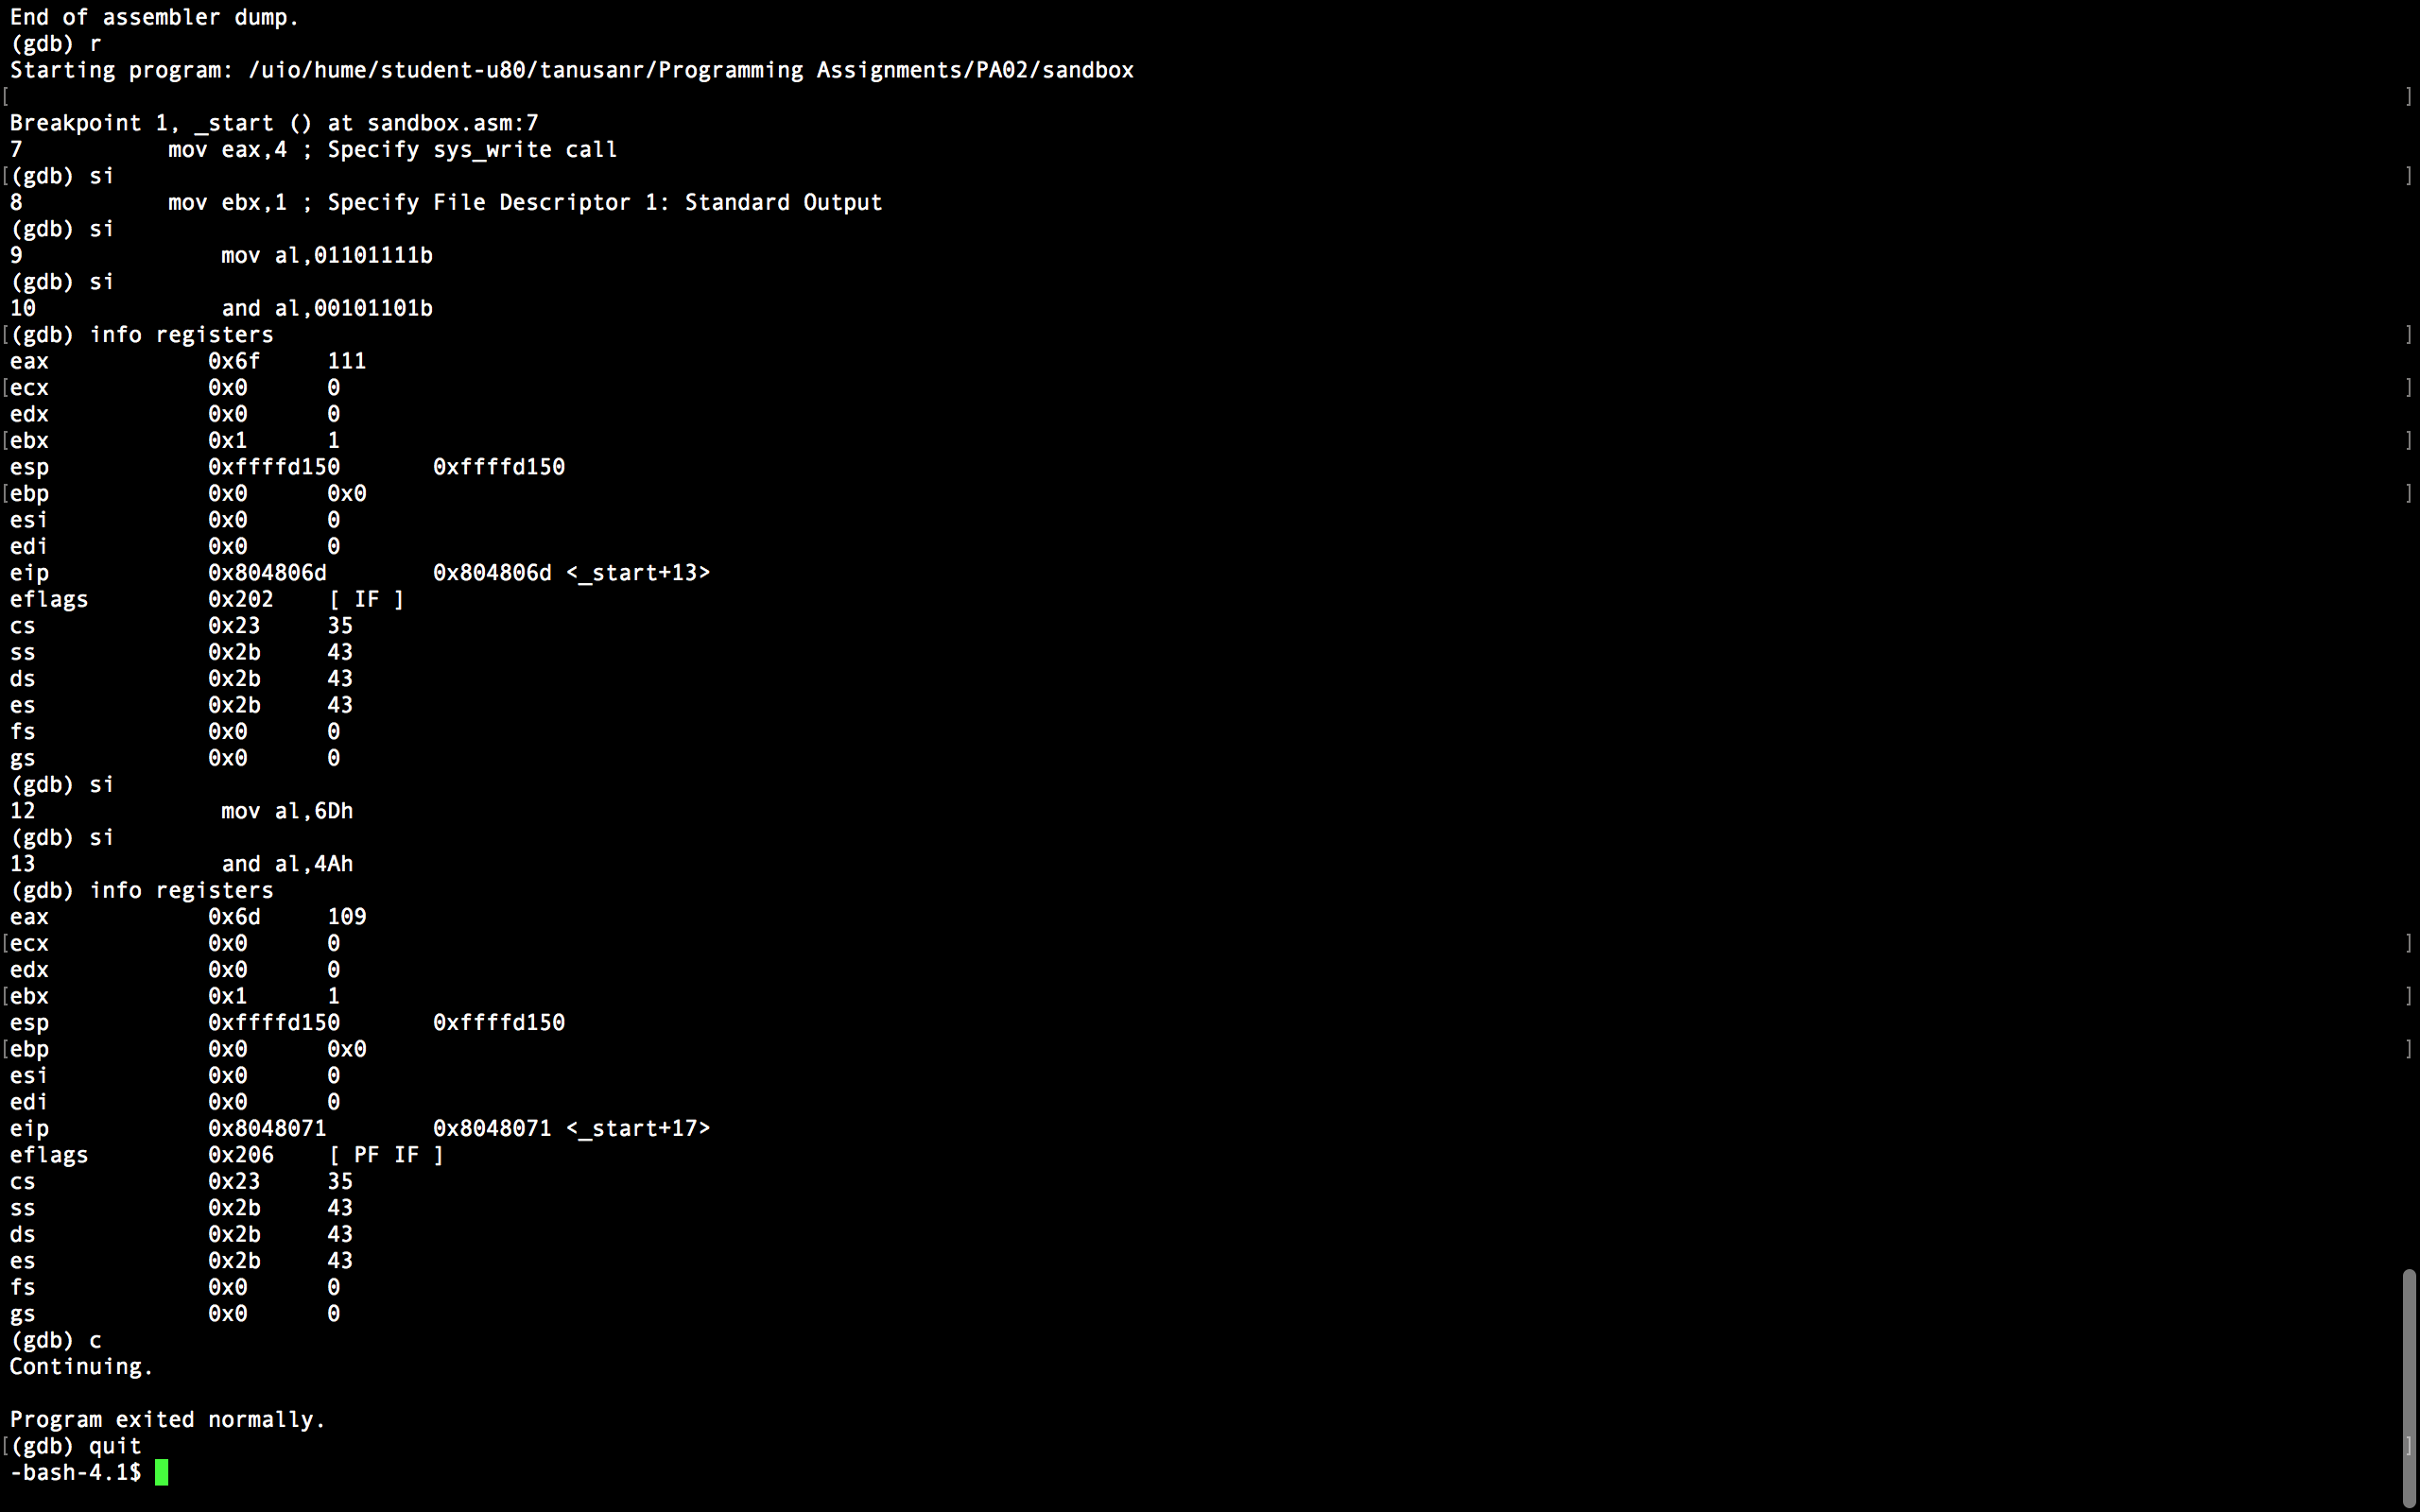 End of assembler dump.
(gdb) r
Starting program: /uio/hume/student-u80/tanusanr/Programming Assignments/PA02/sandbox
[ ]
Breakpoint 1, _start () at sandbox.asm:7
7 mov eax,4 ; Specify sys_write call
[(gdb) si ]
8 mov ebx,1 ; Specify File Descriptor 1: Standard Output
(gdb) si
9 mov al,01101111b
(gdb) si
10 and al,00101101b
[(gdb) info registers ]
eax 0x6f 111
[ecx 0x0 0 ]
edx 0x0 0
[ebx 0x1 1 ]
esp 0xffffd150 0xffffd150
[ebp 0x0 0x0 ]
esi 0x0 0
edi 0x0 0
eip 0x804806d 0x804806d <_start+13>
eflags 0x202 [ IF ]
cs 0x23 35
ss 0x2b 43
ds 0x2b 43
es 0x2b 43
fs 0x0 0
gs 0x0 0
(gdb) si
12 mov al,6Dh
(gdb) si
13 and al,4Ah
(gdb) info registers
eax 0x6d 109
[ecx 0x0 0 ]
edx 0x0 0
[ebx 0x1 1 ]
esp 0xffffd150 0xffffd150
[ebp 0x0 0x0 ]
esi 0x0 0
edi 0x0 0
eip 0x8048071 0x8048071 <_start+17>
eflags 0x206 [ PF IF ]
cs 0x23 35
ss 0x2b 43
ds 0x2b 43
es 0x2b 43
fs 0x0 0
gs 0x0 0
(gdb) c
Continuing.
Program exited normally.
[(gdb) quit ]
-bash-4.1$